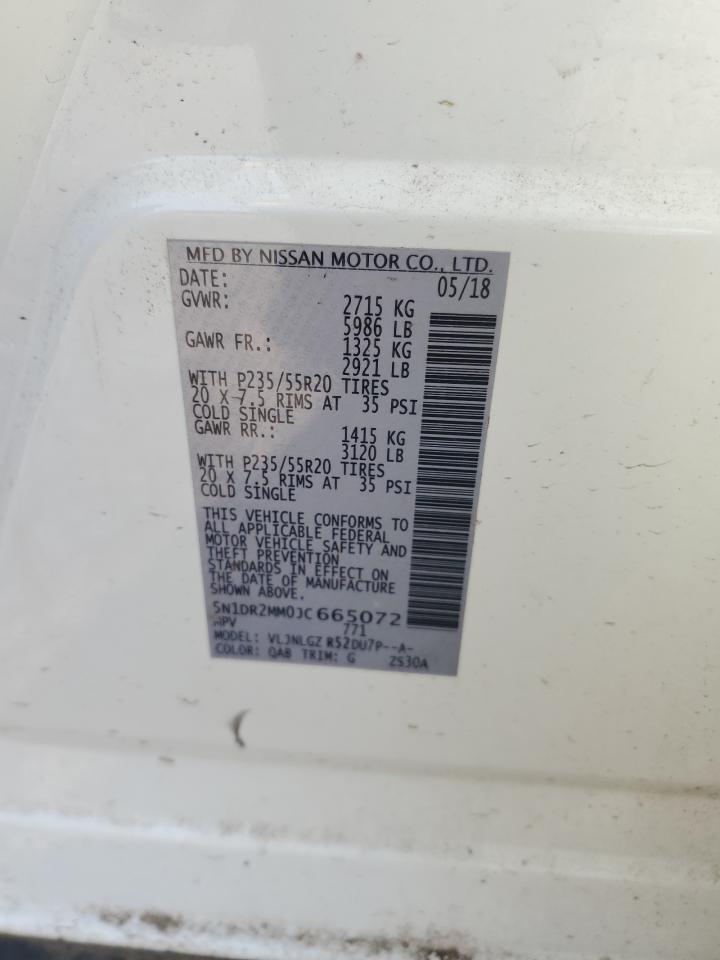 MFD BY NISSAN MOTOR CO., LTD.
DATE: 05/18
GVWR: 2715 KG
5986 LB
GAWR FR.: 1325 KG
2921 LB
WITH P235/55R20 TIRES
20 X 7.5 RIMS AT 35 PSI
COLD SINGLE
GAWR RR.: 1415 KG
3120 LB
WITH P235/55R20 TIRES
20 X 7.5 RIMS AT 35 PSI
COLD SINGLE
THIS VEHICLE CONFORMS TO
ALL APPLICABLE FEDERAL
MOTOR VEHICLE SAFETY AND
THEFT PREVENTION
STANDARDS IN EFFECT ON
THE DATE OF MANUFACTURE
SHOWN ABOVE.
5N1DR2MM0JC665072
MPV 771
MODEL: VLJNLGZ R52DU7P--A-
COLOR: QAB TRIM: G ZS30A